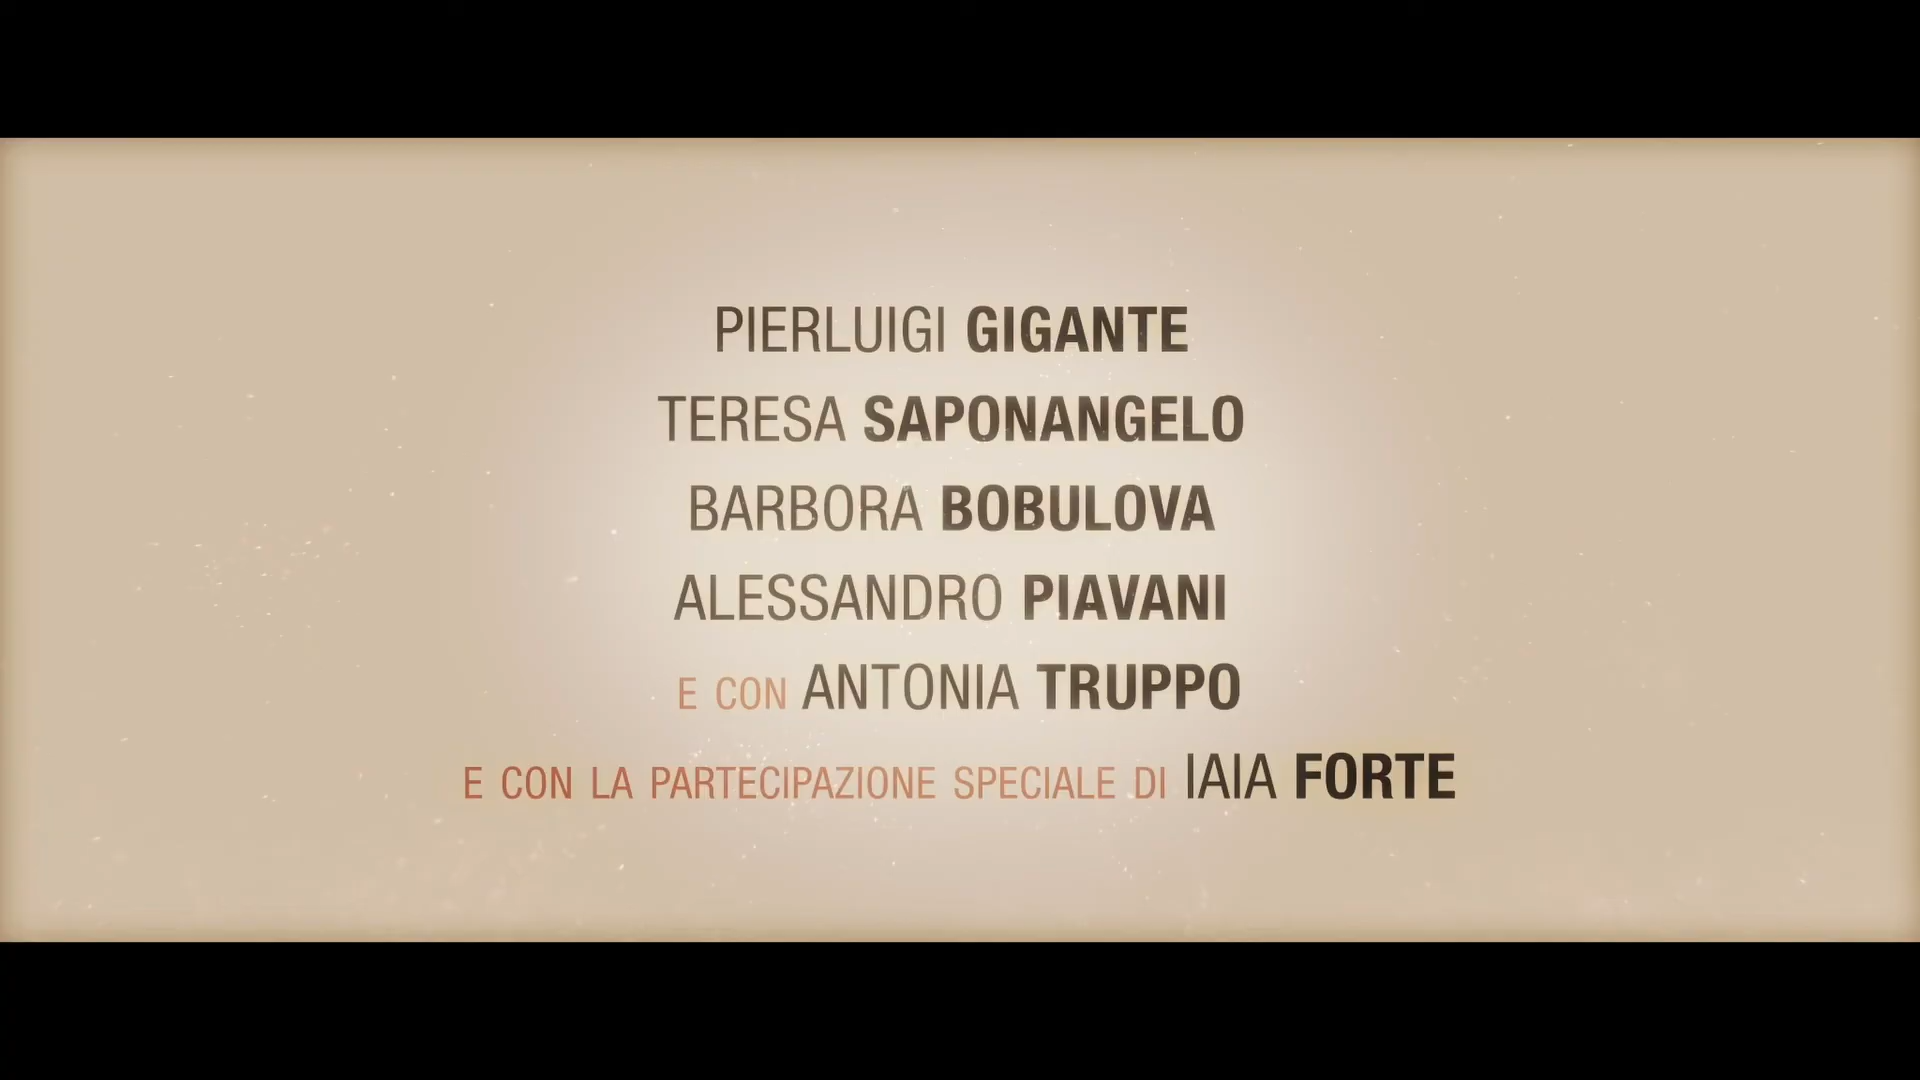 PIERLUIGI GIGANTE
TERESA SAPONANGELO
BARBORA BOBULOVA
ALESSANDRO PIAVANI
E CON ANTONIA TRUPPO
E CON LA PARTECIPAZIONE SPECIALE DI IAIA FORTE